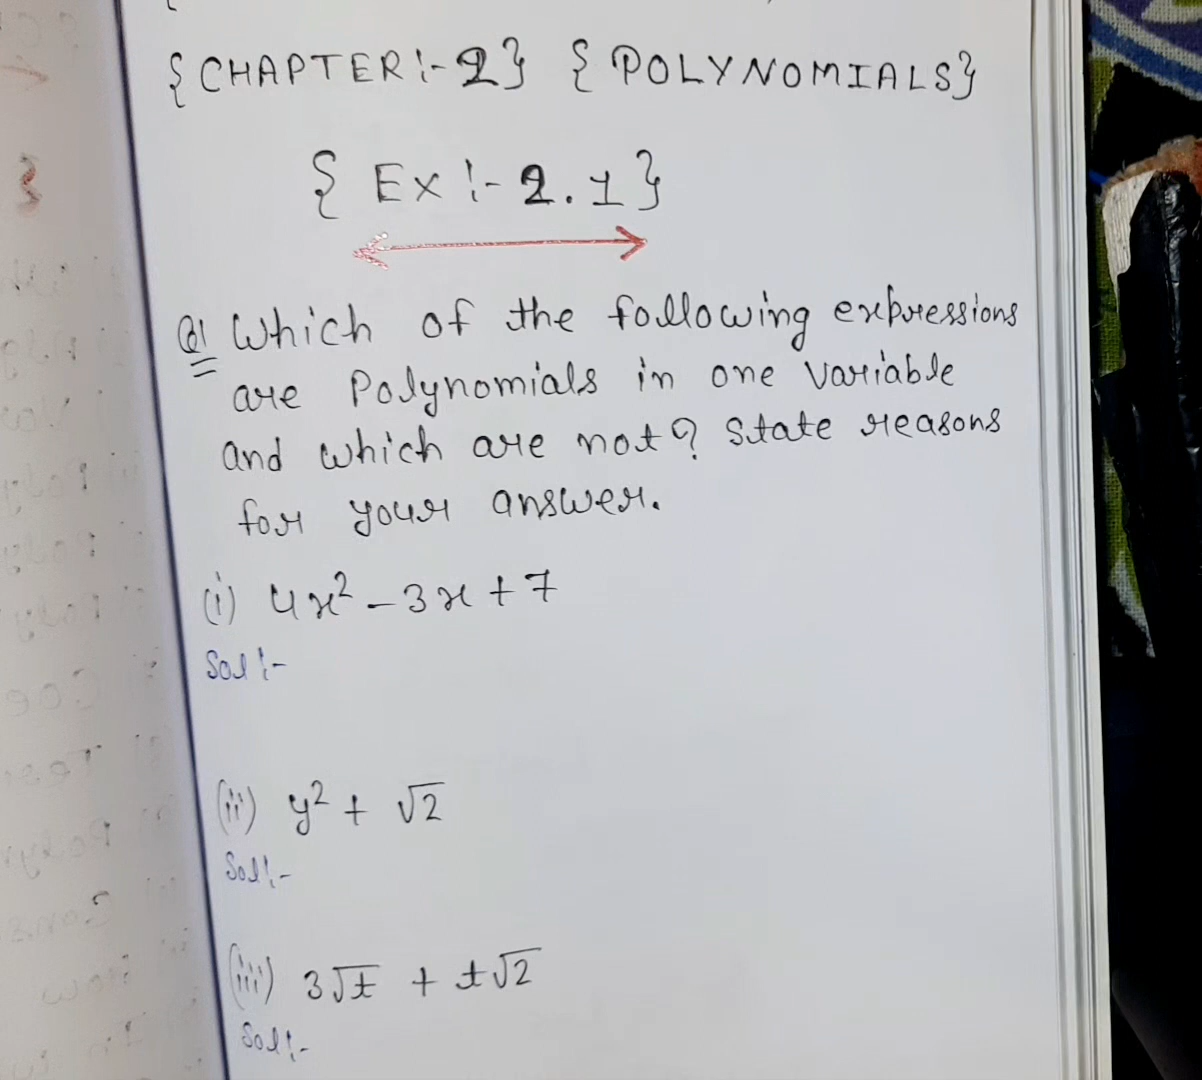 {CHAPTER:-2} {POLYNOMIALS}
{Ex:-2.1}
Q1 Which of the following expressions
are Polynomials in one variable
and which are not? State reasons
for your answer.
(i) 4x² - 3x + 7
Sol:-
(ii) y² + √2
Sol:-
(iii) 3√t + t√2
Sol:-